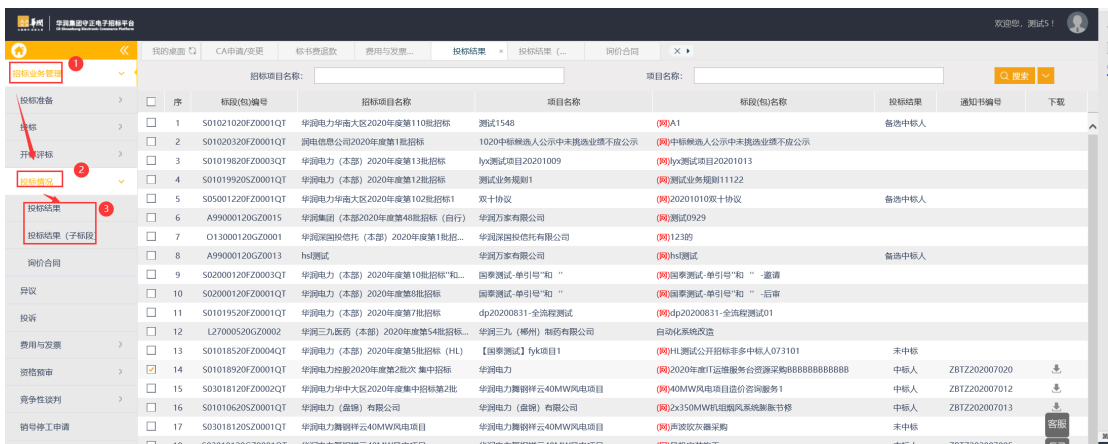 华润集团守正电子招标平台
欢迎您，测试5！
我的桌面 CA申请/变更 标书费退款 费用与发票... 投标结果 × 投标结果（... 询价合同
招标业务管理 1
投标准备
投标
开标评标
投标情况 2
投标结果 3
投标结果（子标段）
询价合同
异议
投诉
费用与发票
资格预审
竞争性谈判
销号停工申请
招标项目名称： 项目名称： 搜索
序 标段(包)编号 招标项目名称 项目名称 标段(包)名称 投标结果 通知书编号 下载
1 S01021020FZ0001QT 华润电力华南大区2020年度第110批招标 测试1548 (网)A1 备选中标人
2 S01020320FZ0001QT 润电信息公司2020年度第1批招标 1020中标候选人公示中未挑选业绩不应公示 (网)中标候选人公示中未挑选业绩不应公示
3 S01019820FZ0003QT 华润电力（本部）2020年度第13批招标 lyx测试项目20201009 (网)lyx测试项目20201013
4 S01019920SZ0001QT 华润电力（本部）2020年度第12批招标 测试业务规则1 (网)测试业务规则11122
5 S05001220FZ0001QT 华润电力华南大区2020年度第102批招标1 双十协议 (网)20201010双十协议 备选中标人
6 A99000120GZ0015 华润集团（本部2020年度第48批招标（自行） 华润万家有限公司 (网)测试0929
7 O13000120GZ0001 华润深国投信托（本部）2020年度第1批招... 华润深国投信托有限公司 (网)123的
8 A99000120GZ0013 hsl测试 华润万家有限公司 (网)hsl测试 备选中标人
9 S02000120FZ0003QT 华润电力（本部）2020年度第10批招标"和... 国泰测试-单引号"和 " (网)国泰测试-单引号"和 " -邀请
10 S02000120FZ0001QT 华润电力（本部）2020年度第8批招标 国泰测试-单引号"和 " (网)国泰测试-单引号"和 " -后审
11 S01019520FZ0001QT 华润电力（本部）2020年度第7批招标 dp20200831-全流程测试 (网)dp20200831-全流程测试01
12 L27000520GZ0002 华润三九医药（本部）2020年度第54批招标... 华润三九（郴州）制药有限公司 自动化系统改造
13 S01018520FZ0004QT 华润电力（本部）2020年度第5批招标（HL） 【国泰测试】fyk项目1 (网)HL测试公开招标非多中标人073101 未中标
14 S01018920FZ0001QT 华润电力控股2020年度第2批次 集中招标 华润电力 (网)2020年度IT运维服务台资源采购BBBBBBBBBBBB 中标人 ZBTZ202007020
15 S03018120FZ0002QT 华润电力华中大区2020年度集中招标第2批 华润电力舞钢祥云40MW风电项目 (网)40MW风电项目造价咨询服务1 中标人 ZBTZ202007012
16 S01010620SZ0001QT 华润电力（盘锦）有限公司 华润电力（盘锦）有限公司 (网)2x350MW机组烟风系统膨胀节修 中标人 ZBTZ202007013
17 S03018120SZ0001QT 华润电力舞钢祥云40MW风电项目 华润电力舞钢祥云40MW风电项目 (网)声波吹灰器采购 未中标
客服